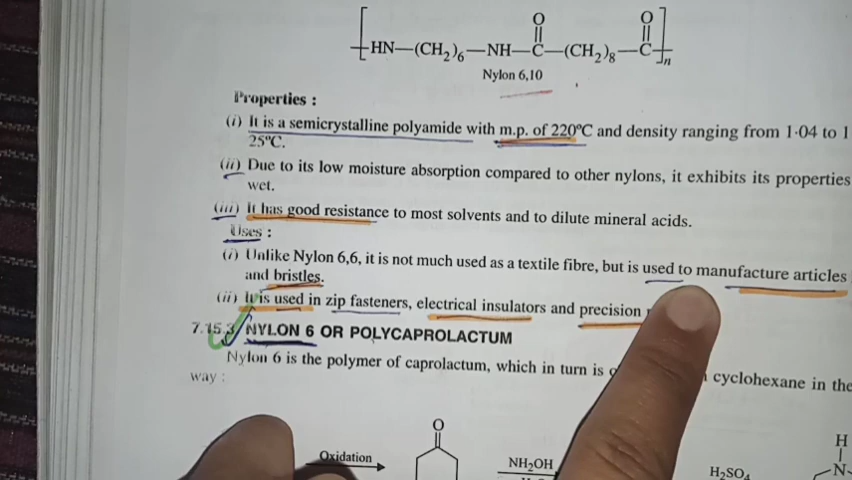 O O
HN—(CH2)6—NH—C—(CH2)8—C n
Nylon 6,10
Properties :
(i) It is a semicrystalline polyamide with m.p. of 220ºC and density ranging from 1·04 to 1
25ºC.
(ii) Due to its low moisture absorption compared to other nylons, it exhibits its properties
wet.
(iii) It has good resistance to most solvents and to dilute mineral acids.
Uses :
(i) Unlike Nylon 6,6, it is not much used as a textile fibre, but is used to manufacture articles
and bristles.
(ii) It is used in zip fasteners, electrical insulators and precision
7.15.3 NYLON 6 OR POLYCAPROLACTUM
Nylon 6 is the polymer of caprolactum, which in turn is cyclohexane in the
way :
O
Oxidation NH2OH H2SO4
H
N